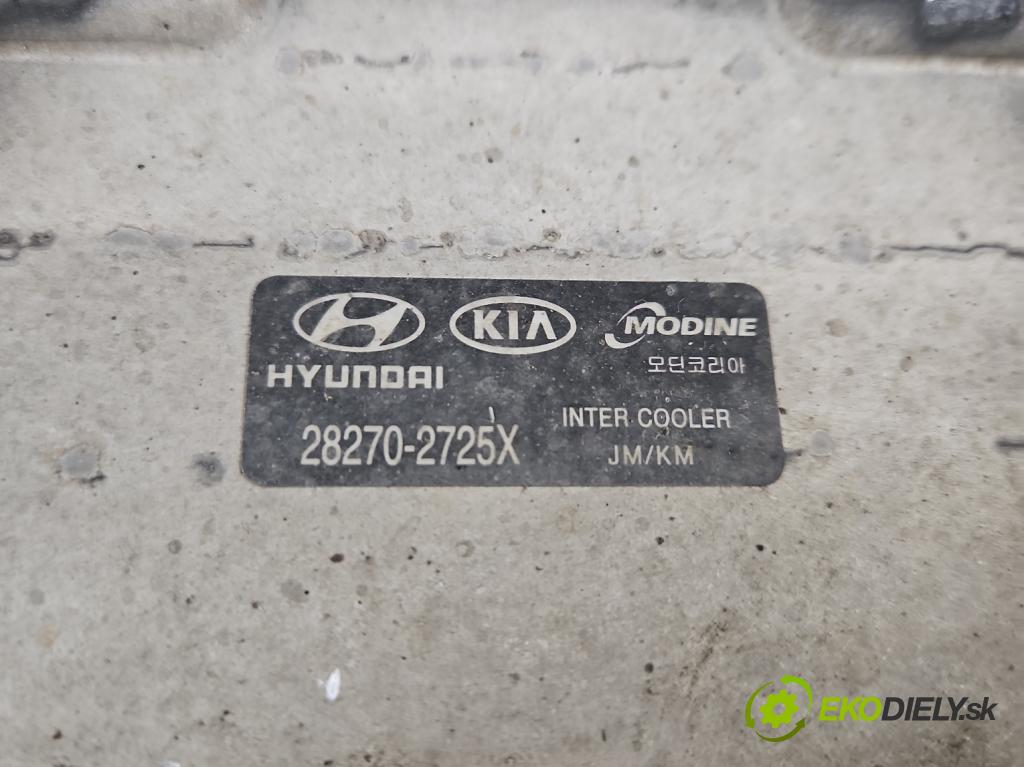 HYUNDAI
KIA
MODINE
모딘코리아
28270-2725X
INTER COOLER
JM/KM
EKODIELY.sk